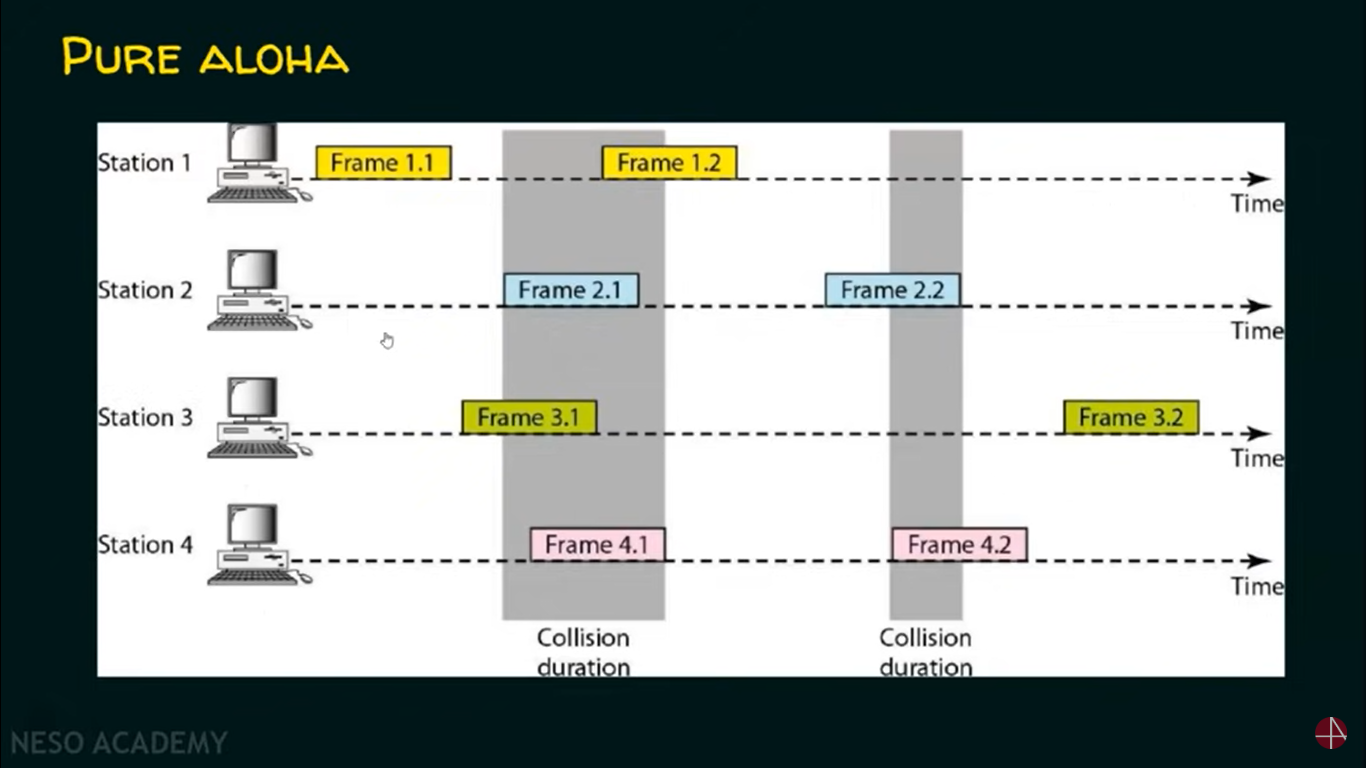 PURE ALOHA
Station 1
Frame 1.1
Frame 1.2
Time
Station 2
Frame 2.1
Frame 2.2
Time
Station 3
Frame 3.1
Frame 3.2
Time
Station 4
Frame 4.1
Frame 4.2
Time
Collision
duration
Collision
duration
NESO ACADEMY